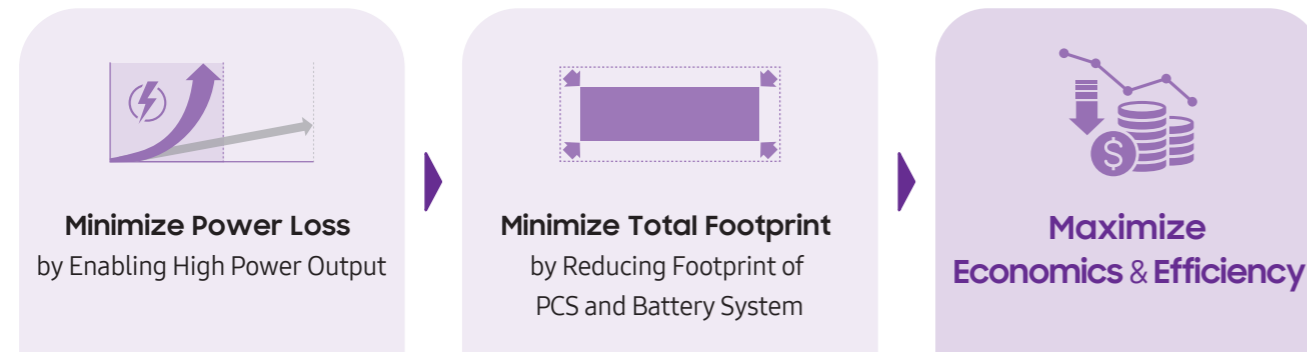 Minimize Power Loss
by Enabling High Power Output
Minimize Total Footprint
by Reducing Footprint of
PCS and Battery System
$
Maximize
Economics & Efficiency